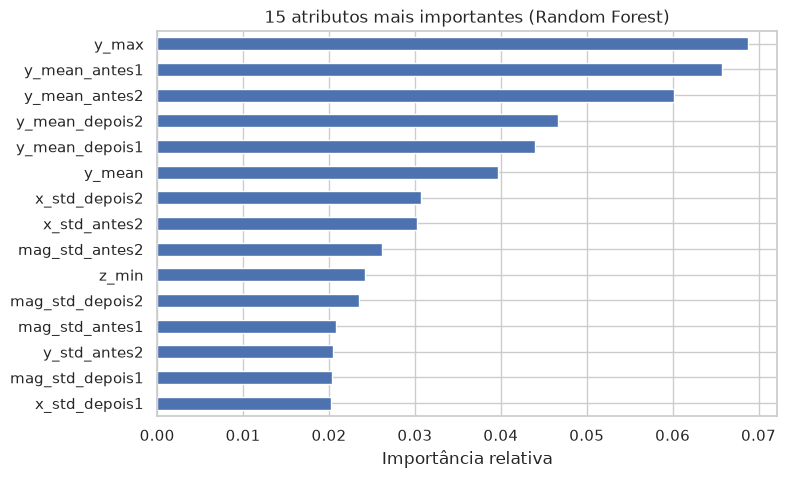 15 atributos mais importantes (Random Forest)
y_max
y_mean_antes1
y_mean_antes2
y_mean_depois2
y_mean_depois1
y_mean
x_std_depois2
x_std_antes2
mag_std_antes2
z_min
mag_std_depois2
mag_std_antes1
y_std_antes2
mag_std_depois1
x_std_depois1
0.00 0.01 0.02 0.03 0.04 0.05 0.06 0.07
Importância relativa